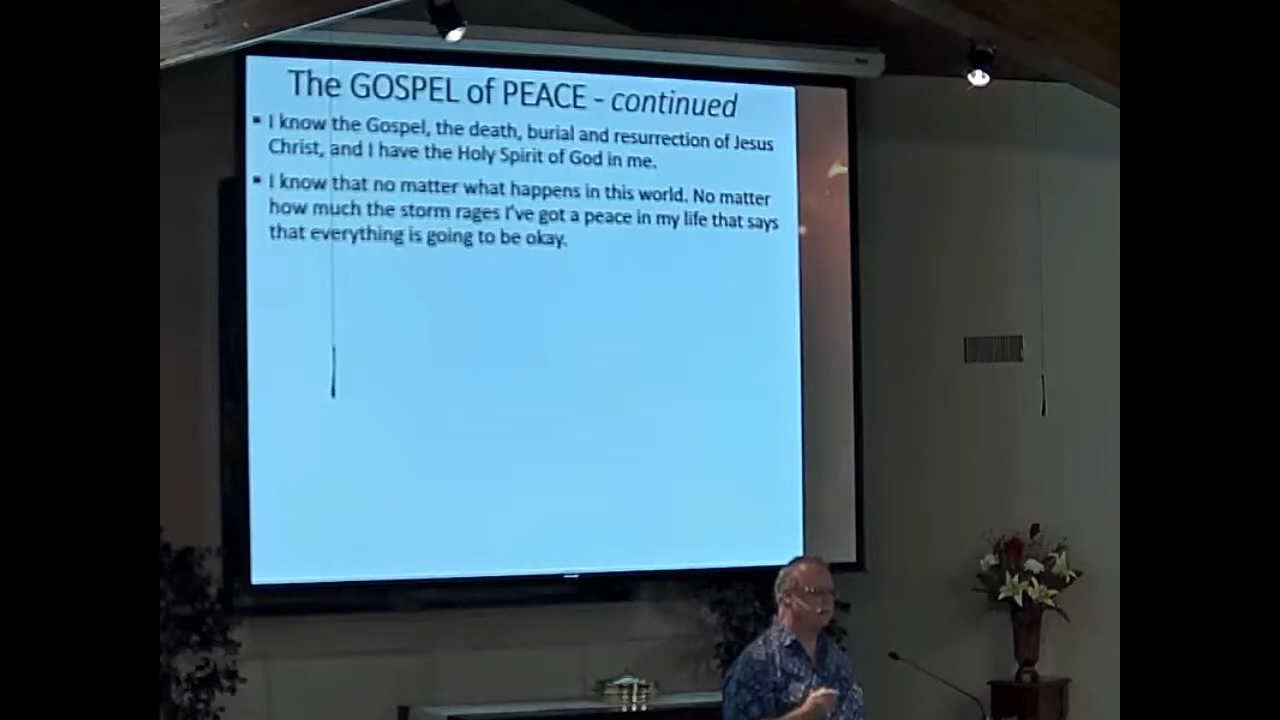 The GOSPEL of PEACE - continued
▪ I know the Gospel, the death, burial and resurrection of Jesus
Christ, and I have the Holy Spirit of God in me.
▪ I know that no matter what happens in this world. No matter
how much the storm rages I've got a peace in my life that says
that everything is going to be okay.